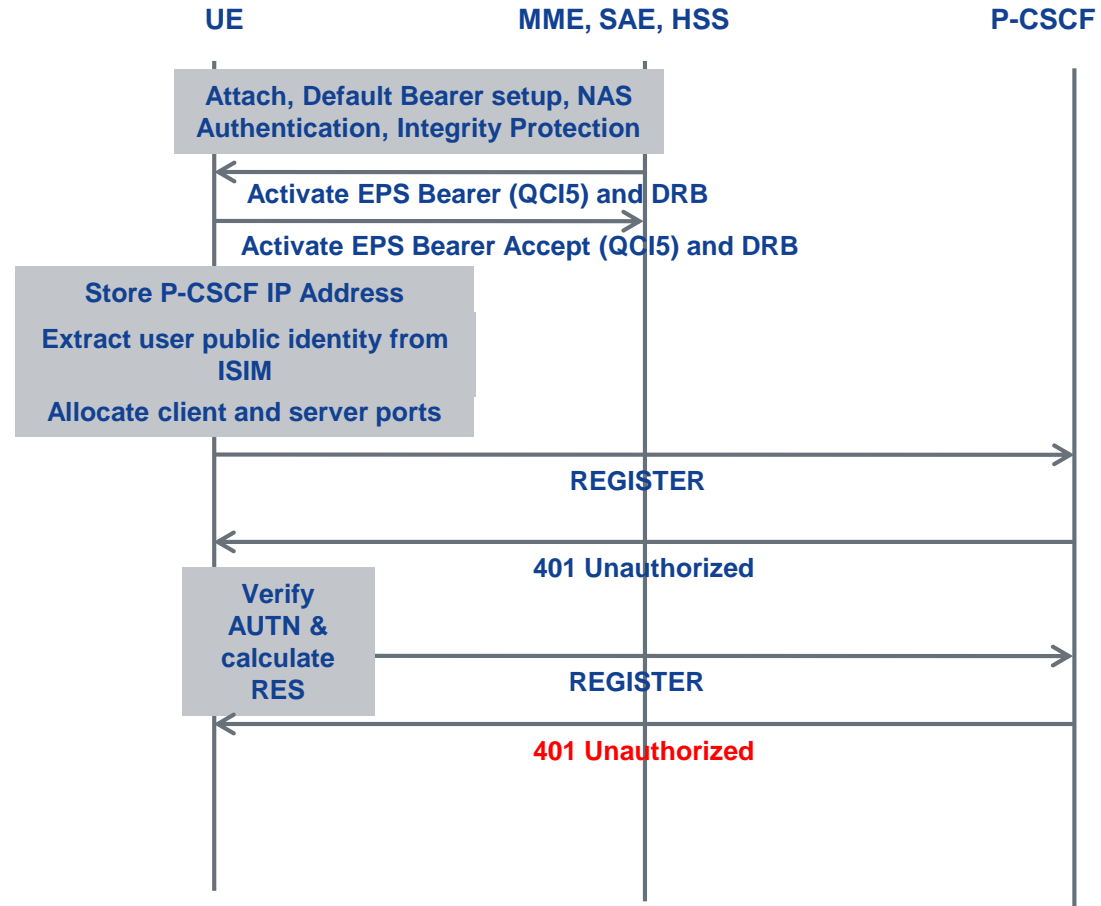 UE
MME, SAE, HSS
P-CSCF
Attach, Default Bearer setup, NAS
Authentication, Integrity Protection
Activate EPS Bearer (QCI5) and DRB
Activate EPS Bearer Accept (QCI5) and DRB
Store P-CSCF IP Address
Extract user public identity from
ISIM
Allocate client and server ports
REGISTER
401 Unauthorized
Verify
AUTN &
calculate
RES
REGISTER
401 Unauthorized